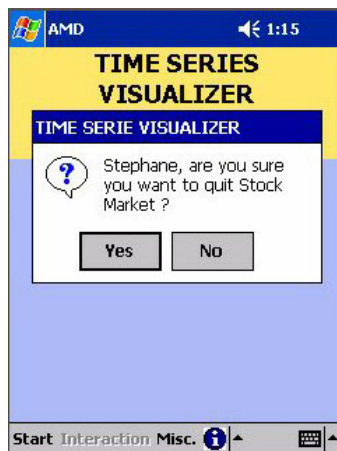 AMD 1:15
TIME SERIES
VISUALIZER
TIME SERIE VISUALIZER
Stephane, are you sure
you want to quit Stock
Market ?
Yes No
Start Interaction Misc.